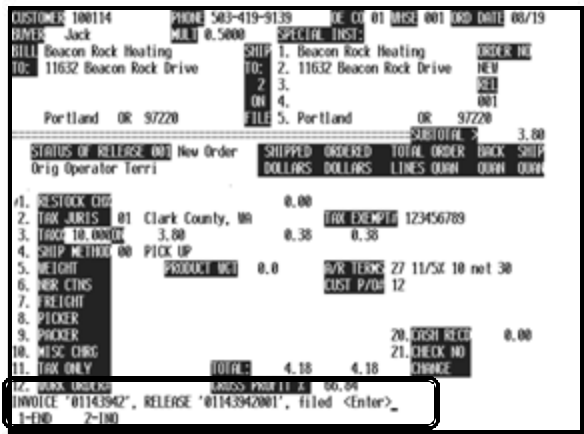 CUSTOMER 100114 PHONE 503-419-9139 OE CO 01 WHSE 001 ORD DATE 08/19
BUYER Jack MULT 0.5000 SPECIAL INST:
BILL Beacon Rock Heating SHIP 1. Beacon Rock Heating ORDER NO
TO: 11632 Beacon Rock Drive TO: 2. 11632 Beacon Rock Drive NEW
2 3. REL
ON 4. 001
Portland OR 97220 FILE 5. Portland OR 97220
SUBTOTAL > 3.80
STATUS OF RELEASE 001 New Order SHIPPED ORDERED TOTAL ORDER BACK SHIP
Orig Operator Terri DOLLARS DOLLARS LINES QUAN QUAN QUAN
1. RESTOCK CHG 0.00
2. TAX JURIS 01 Clark County, WA TAX EXEMPT# 123456789
3. TAX% 10.000 3.80 0.38 0.38
4. SHIP METHOD 00 PICK UP
5. WEIGHT PRODUCT WGT 0.0 A/R TERMS 27 11/5% 10 net 30
6. NBR CTNS CUST P/O# 12
7. FREIGHT
8. PICKER
9. PACKER 20. CASH RECD 0.00
10. MISC CHRG 21. CHECK NO
11. TAX ONLY TOTAL: 4.18 4.18 CHANGE
12. WORK ORDER# GROSS PROFIT % 66.84
INVOICE '01143942', RELEASE '01143942001', filed <Enter>_
1-END 2-INQ